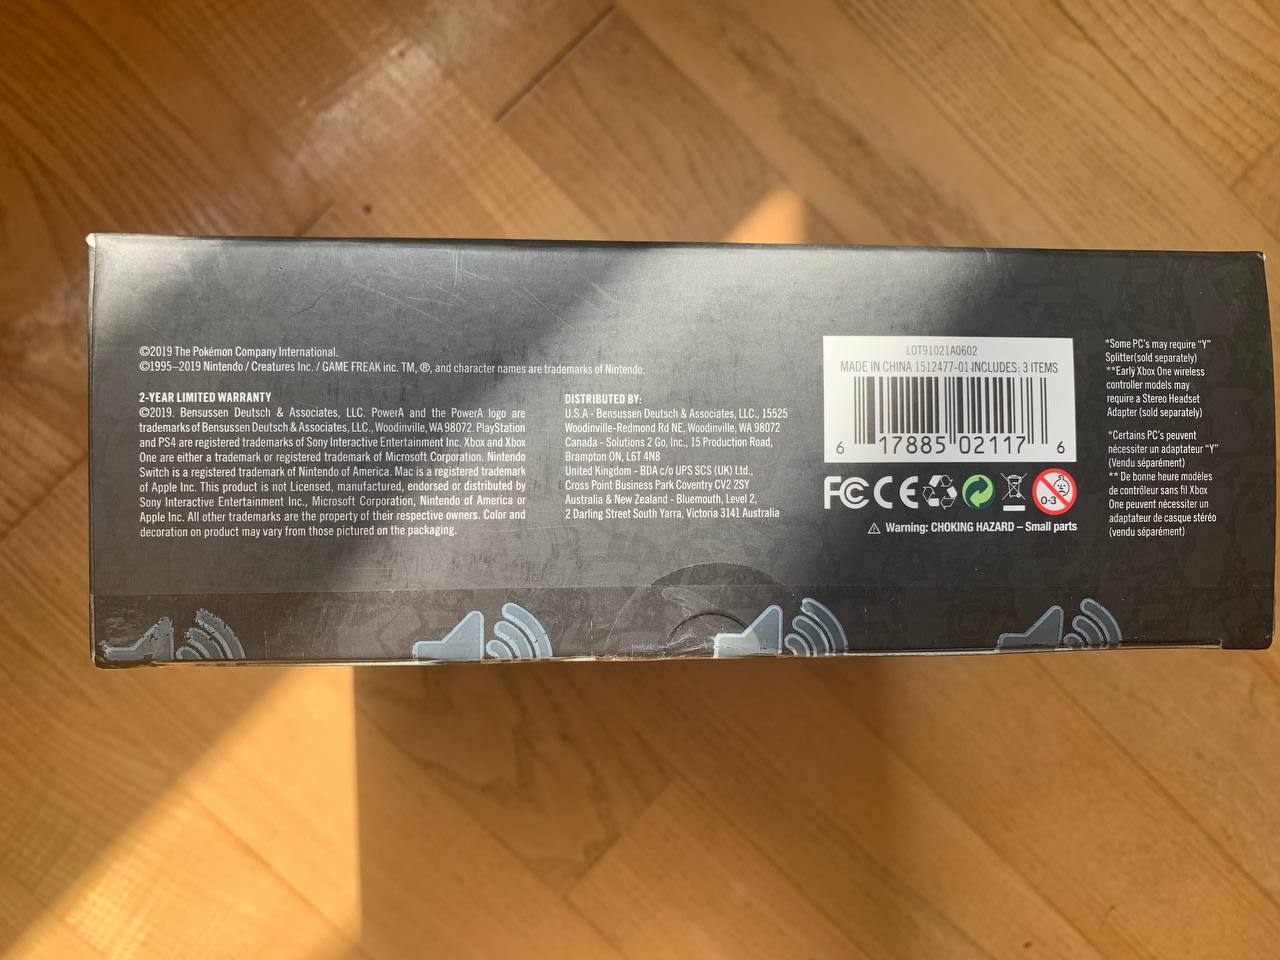 ©2019 The Pokémon Company International.
©1995–2019 Nintendo / Creatures Inc. / GAME FREAK inc. TM, ®, and character names are trademarks of Nintendo.
2-YEAR LIMITED WARRANTY
©2019. Bensussen Deutsch & Associates, LLC. PowerA and the PowerA logo are
trademarks of Bensussen Deutsch & Associates, LLC., Woodinville, WA 98072. PlayStation
and PS4 are registered trademarks of Sony Interactive Entertainment Inc. Xbox and Xbox
One are either a trademark or registered trademark of Microsoft Corporation. Nintendo
Switch is a registered trademark of Nintendo of America. Mac is a registered trademark
of Apple Inc. This product is not Licensed, manufactured, endorsed or distributed by
Sony Interactive Entertainment Inc., Microsoft Corporation, Nintendo of America or
Apple Inc. All other trademarks are the property of their respective owners. Color and
decoration on product may vary from those pictured on the packaging.
DISTRIBUTED BY:
U.S.A - Bensussen Deutsch & Associates, LLC., 15525
Woodinville-Redmond Rd NE, Woodinville, WA 98072
Canada - Solutions 2 Go, Inc., 15 Production Road,
Brampton ON, L6T 4N8
United Kingdom - BDA c/o UPS SCS (UK) Ltd.,
Cross Point Business Park Coventry CV2 2SY
Australia & New Zealand - Bluemouth, Level 2,
2 Darling Street South Yarra, Victoria 3141 Australia
LOT91021A0602
MADE IN CHINA 1512477-01 INCLUDES: 3 ITEMS
6 17885 02117 6
FC CE
0-3
Warning: CHOKING HAZARD – Small parts
*Some PC's may require "Y"
Splitter(sold separately)
**Early Xbox One wireless
controller models may
require a Stereo Headset
Adapter (sold separately)
*Certains PC's peuvent
nécessiter un adaptateur "Y"
(Vendu séparément)
** De bonne heure modèles
de contrôleur sans fil Xbox
One peuvent nécessiter un
adaptateur de casque stéréo
(vendu séparément)